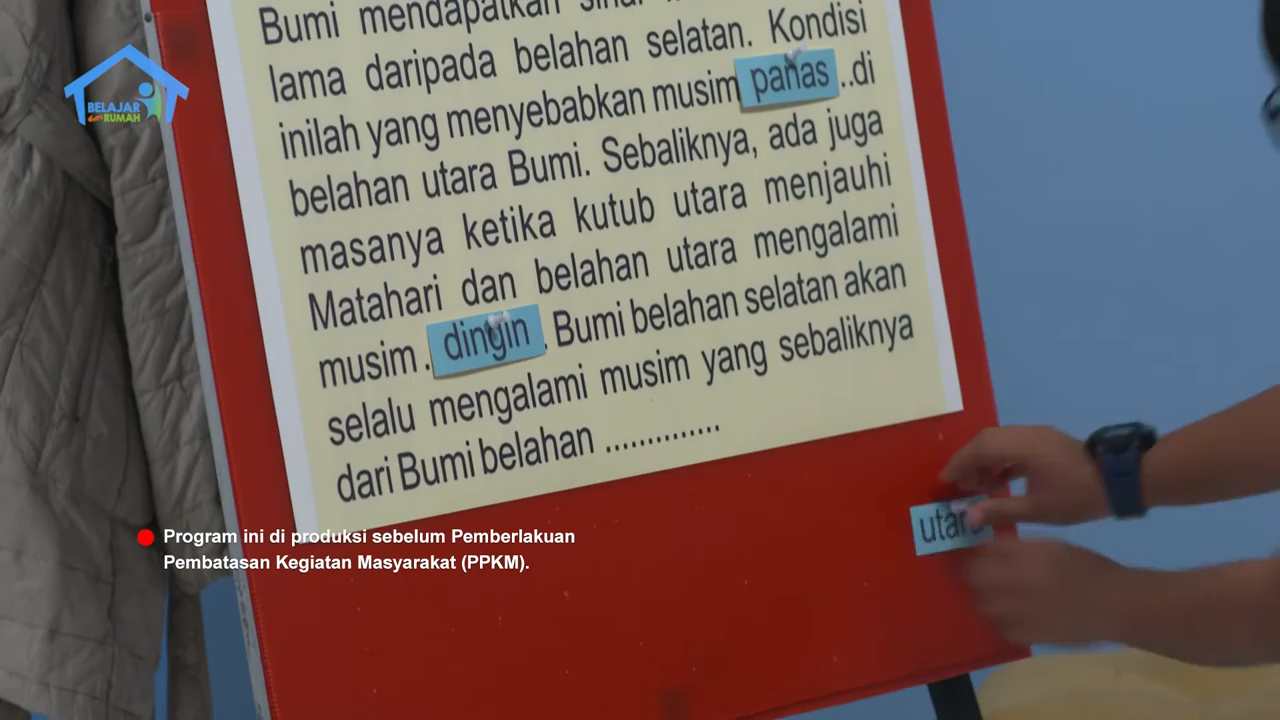 Bumi mendapatkan sinar
lama daripada belahan selatan. Kondisi
inilah yang menyebabkan musim panas ..di
belahan utara Bumi. Sebaliknya, ada juga
masanya ketika kutub utara menjauhi
Matahari dan belahan utara mengalami
musim . dingin . Bumi belahan selatan akan
selalu mengalami musim yang sebaliknya
dari Bumi belahan ..............
utara
BELAJAR
dari RUMAH
Program ini di produksi sebelum Pemberlakuan
Pembatasan Kegiatan Masyarakat (PPKM).